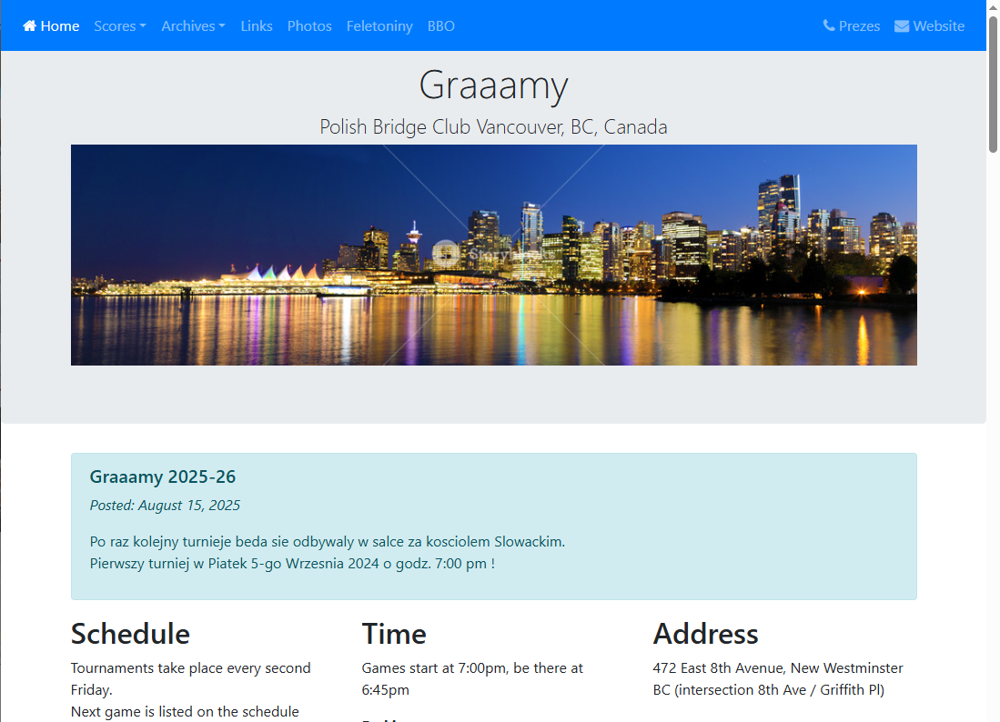 Home Scores Archives Links Photos Feletoniny BBO Prezes Website
Graaamy
Polish Bridge Club Vancouver, BC, Canada
Graaamy 2025-26
Posted: August 15, 2025
Po raz kolejny turnieje beda sie odbywaly w salce za kosciolem Slowackim.
Pierwszy turniej w Piatek 5-go Wrzesnia 2024 o godz. 7:00 pm !
Schedule
Tournaments take place every second
Friday.
Next game is listed on the schedule
Time
Games start at 7:00pm, be there at
6:45pm
Address
472 East 8th Avenue, New Westminster
BC (intersection 8th Ave / Griffith Pl)